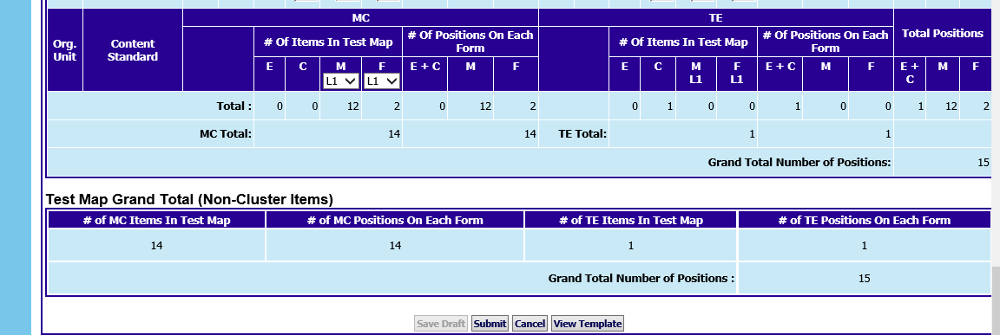 MC TE
Org. Unit Content Standard # Of Items In Test Map # Of Positions On Each Form # Of Items In Test Map # Of Positions On Each Form Total Positions
E C M F E + C M F E C M F E + C M F E + C M F
L1 L1 L1 L1
Total : 0 0 12 2 0 12 2 0 1 0 0 1 0 0 1 12 2
MC Total: 14 14 TE Total: 1 1
Grand Total Number of Positions: 15
Test Map Grand Total (Non-Cluster Items)
# of MC Items In Test Map # of MC Positions On Each Form # of TE Items In Test Map # of TE Positions On Each Form
14 14 1 1
Grand Total Number of Positions : 15
Save Draft Submit Cancel View Template